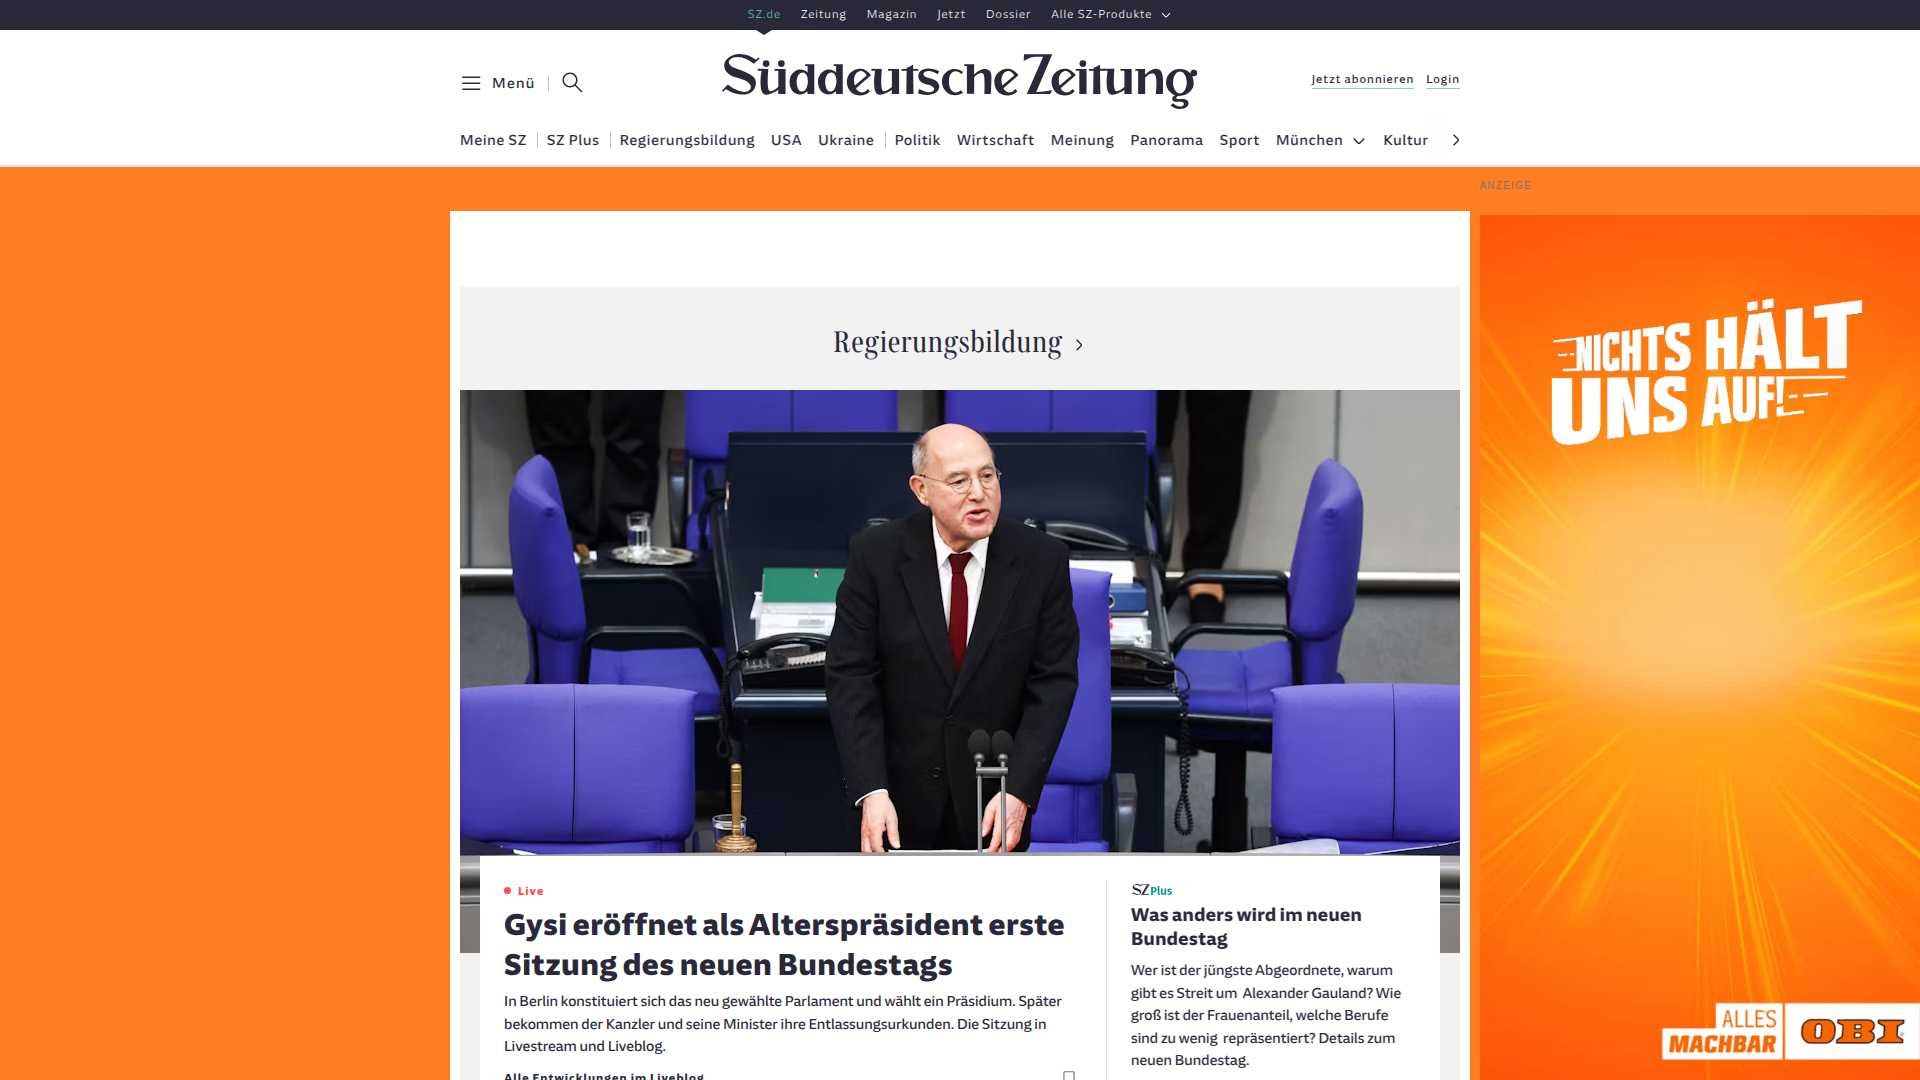 SZ.de Zeitung Magazin Jetzt Dossier Alle SZ-Produkte
Menü
Süddeutsche Zeitung
Jetzt abonnieren Login
Meine SZ SZ Plus Regierungsbildung USA Ukraine Politik Wirtschaft Meinung Panorama Sport München Kultur
ANZEIGE
Regierungsbildung
NICHTS HÄLT
UNS AUF!
Live
Gysi eröffnet als Alterspräsident erste
Sitzung des neuen Bundestags
In Berlin konstituiert sich das neu gewählte Parlament und wählt ein Präsidium. Später
bekommen der Kanzler und seine Minister ihre Entlassungsurkunden. Die Sitzung in
Livestream und Liveblog.
Alle Entwicklungen im Liveblog
SZ Plus
Was anders wird im neuen
Bundestag
Wer ist der jüngste Abgeordnete, warum
gibt es Streit um Alexander Gauland? Wie
groß ist der Frauenanteil, welche Berufe
sind zu wenig repräsentiert? Details zum
neuen Bundestag.
ALLES
MACHBAR
OBI